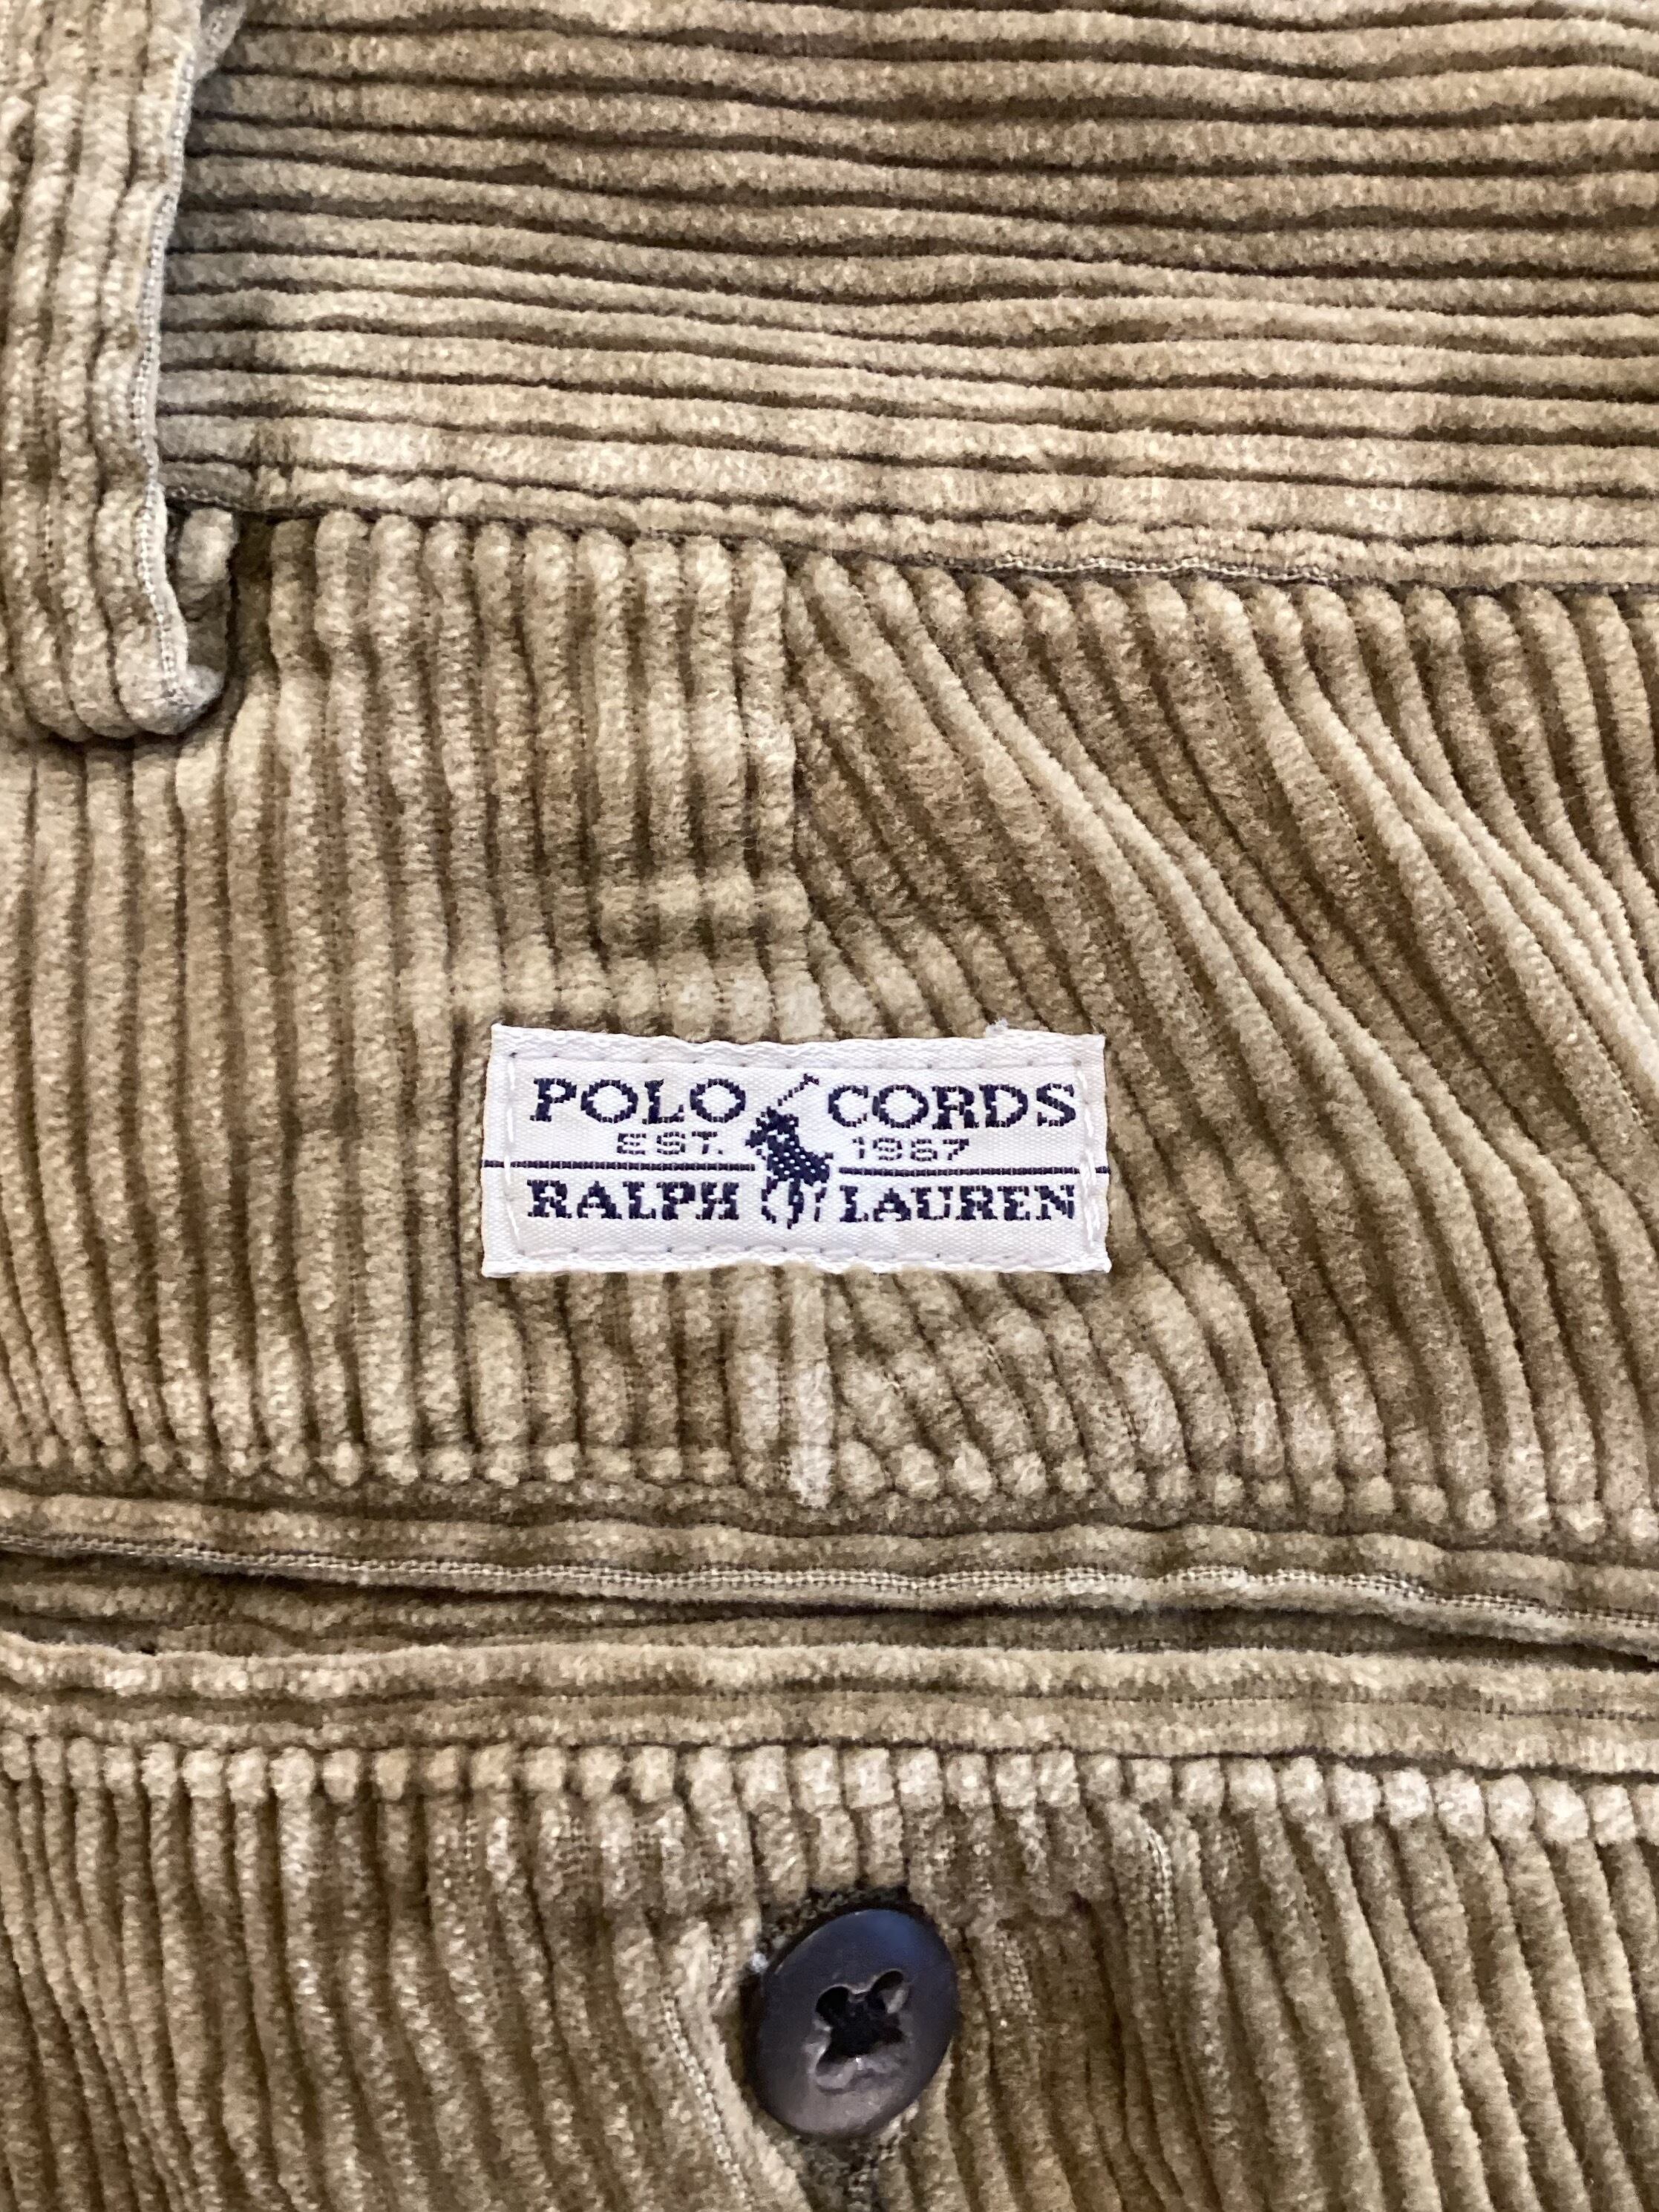 POLO CORDS
EST. 1967
RALPH LAUREN